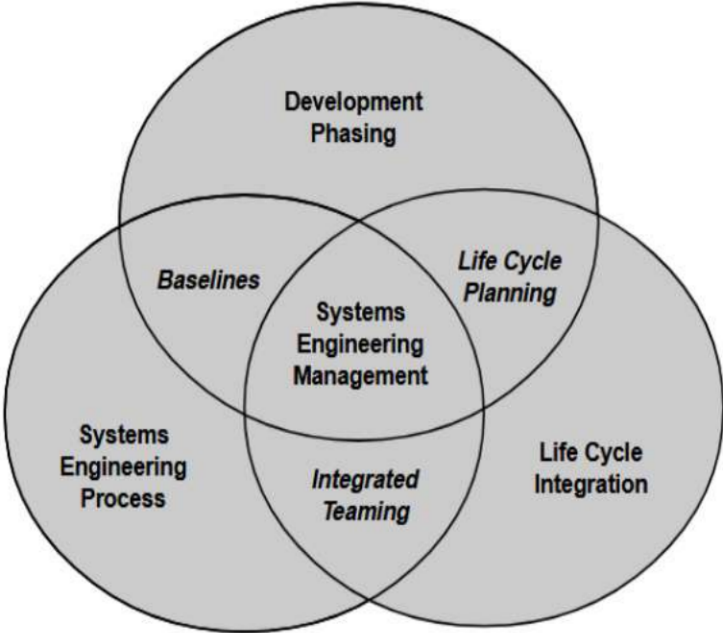 Development
Phasing
Baselines
Life Cycle
Planning
Systems
Engineering
Management
Systems
Engineering
Process
Integrated
Teaming
Life Cycle
Integration